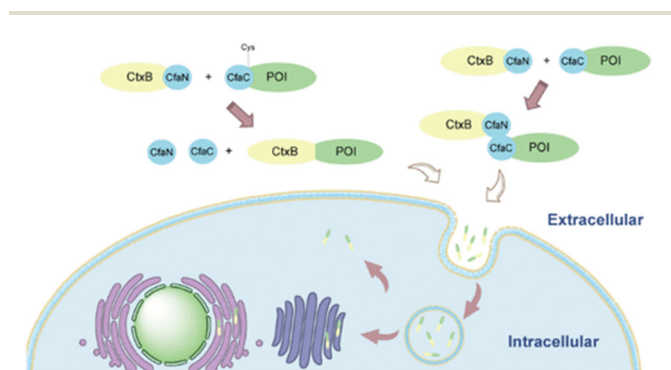 Cys
CtxB CfaN + CfaC POI
CtxB CfaN + CfaC POI
CtxB CfaN
CfaC POI
CfaN CfaC + CtxB POI
Extracellular
Intracellular